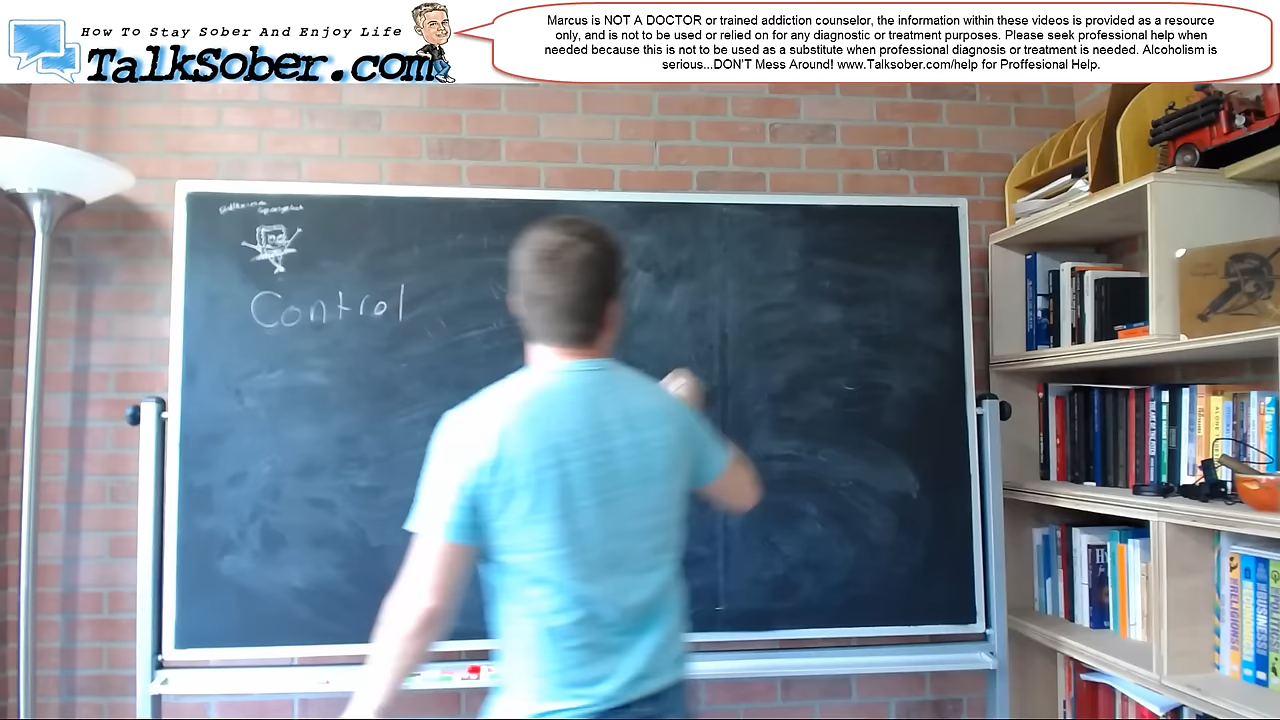 How To Stay Sober And Enjoy Life
TalkSober.com
Marcus is NOT A DOCTOR or trained addiction counselor, the information within these videos is provided as a resource
only, and is not to be used or relied on for any diagnostic or treatment purposes. Please seek professional help when
needed because this is not to be used as a substitute when professional diagnosis or treatment is needed. Alcoholism is
serious...DON'T Mess Around! www.Talksober.com/help for Proffesional Help.
Control
RELIGIONS
ECONOMICS
BUSINESS